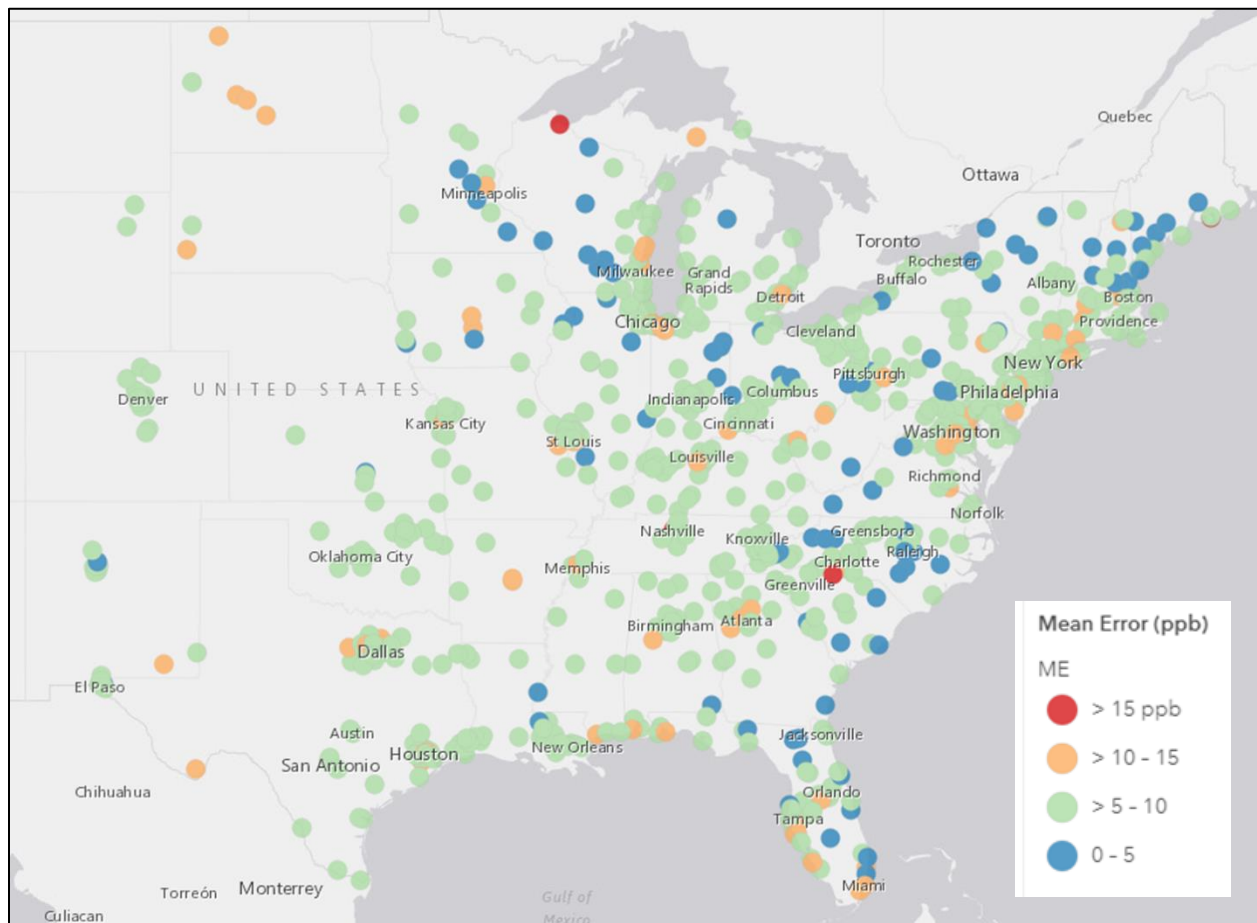 Quebec
Ottawa
Minneapolis
Toronto
Rochester
Milwaukee
Grand
Rapids
Buffalo
Albany
Detroit
Boston
Chicago
Providence
Cleveland
New York
UNITED STATES
Pittsburgh
Denver
Indianapolis
Columbus
Philadelphia
Kansas City
Cincinnati
St Louis
Washington
Louisville
Richmond
Norfolk
Nashville
Knoxville
Greensboro
Oklahoma City
Raleigh
Memphis
Charlotte
Greenville
Birmingham
Atlanta
Dallas
El Paso
Austin
Jacksonville
Houston
New Orleans
San Antonio
Chihuahua
Orlando
Tampa
Miami
Torreón
Monterrey
Gulf of
Mexico
Culiacan
Mean Error (ppb)
ME
> 15 ppb
> 10 - 15
> 5 - 10
0 - 5